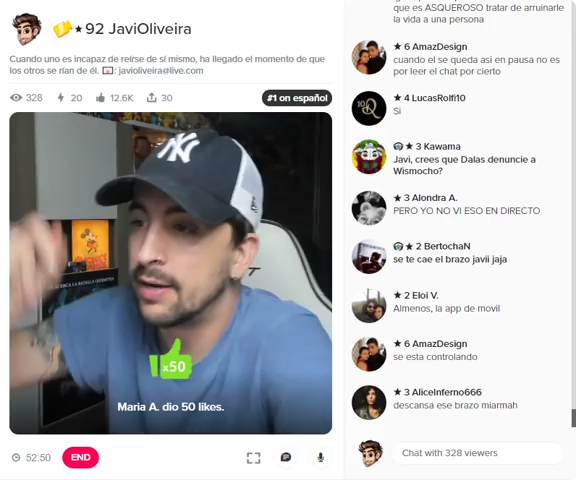 92 JaviOliveira
Cuando uno es incapaz de reírse de sí mismo, ha llegado el momento de que
los otros se rían de él. : javioliveira@live.com
328
20
12.6K
30
#1 on español
NY
x50
Maria A. dio 50 likes.
52:50
END
que es ASQUEROSO tratar de arruinarle
la vida a una persona
6 AmazDesign
cuando el se queda asi en pausa no es
por leer el chat por cierto
4 LucasRolfi10
Si
3 Kawama
Javi, crees que Dalas denuncie a
Wismocho?
3 Alondra A.
PERO YO NO VI ESO EN DIRECTO
2 BertochaN
se te cae el brazo javii jaja
2 Eloi V.
Almenos, la app de movil
6 AmazDesign
se esta controlando
3 AliceInferno666
descansa ese brazo miarmah
Chat with 328 viewers